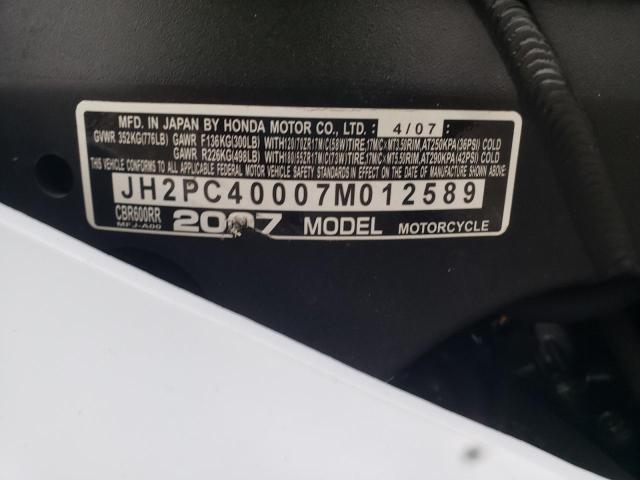 MFD. IN JAPAN BY HONDA MOTOR CO., LTD. : 4/07 :
GVWR 352KG(776LB) GAWR F136KG(300LB) WITH120/70ZR17M/C(58W)TIRE,17M/C×MT3.50RIM,AT250KPA(36PSI) COLD
GAWR R226KG(498LB) WITH180/55ZR17M/C(73W)TIRE,17M/C×MT5.50RIM,AT290KPA(42PSI) COLD
THIS VEHICLE CONFORMS TO ALL APPLICABLE FEDERAL MOTOR VEHICLE SAFETY STANDARDS IN EFFECT ON THE DATE OF MANUFACTURE SHOWN ABOVE.
JH2PC40007M012589
CBR600RR 2007 MODEL MOTORCYCLE
MFJ-A00